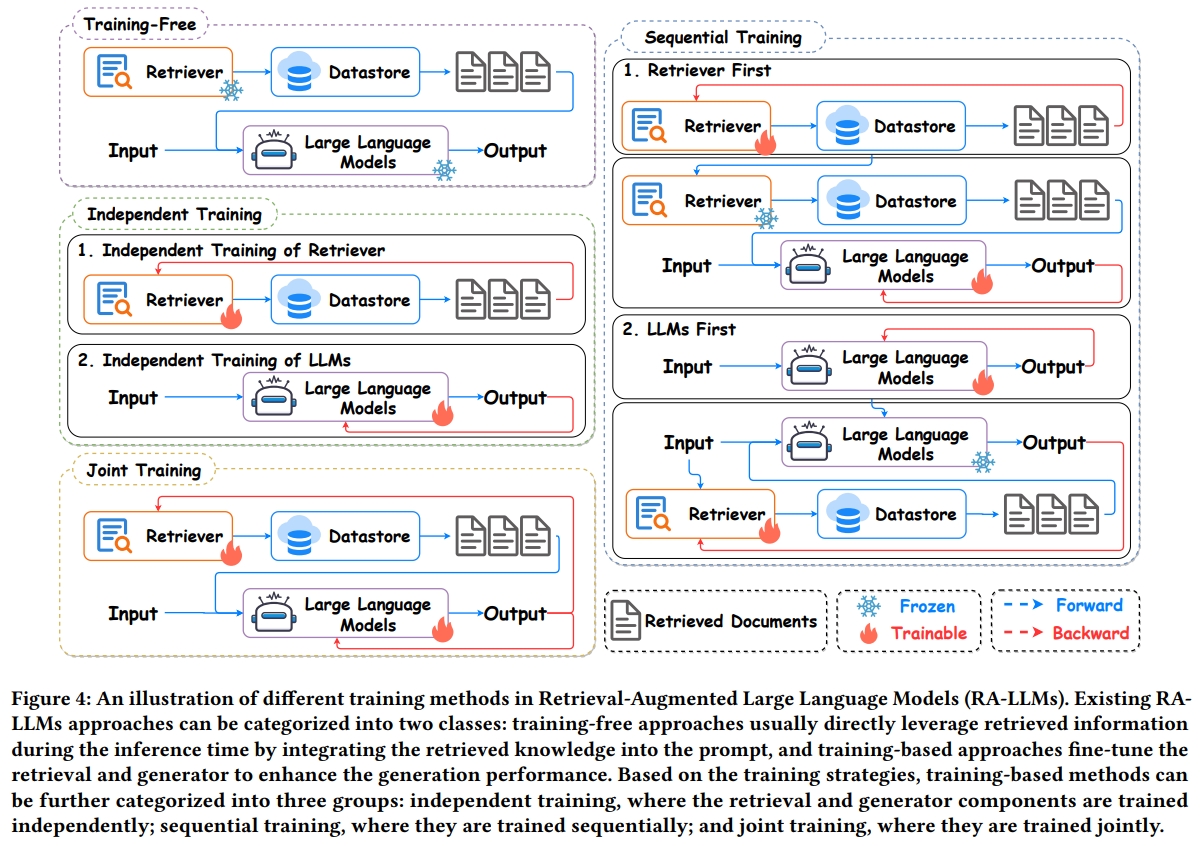 Training-Free
Retriever
Datastore
Input
Large Language
Models
Output
Independent Training
1. Independent Training of Retriever
Retriever
Datastore
2. Independent Training of LLMs
Input
Large Language
Models
Output
Joint Training
Retriever
Datastore
Input
Large Language
Models
Output
Sequential Training
1. Retriever First
Retriever
Datastore
Retriever
Datastore
Input
Large Language
Models
Output
2. LLMs First
Input
Large Language
Models
Output
Input
Large Language
Models
Output
Retriever
Datastore
Retrieved Documents
Frozen
Trainable
Forward
Backward
Figure 4: An illustration of different training methods in Retrieval-Augmented Large Language Models (RA-LLMs). Existing RA-
LLMs approaches can be categorized into two classes: training-free approaches usually directly leverage retrieved information
during the inference time by integrating the retrieved knowledge into the prompt, and training-based approaches fine-tune the
retrieval and generator to enhance the generation performance. Based on the training strategies, training-based methods can
be further categorized into three groups: independent training, where the retrieval and generator components are trained
independently; sequential training, where they are trained sequentially; and joint training, where they are trained jointly.